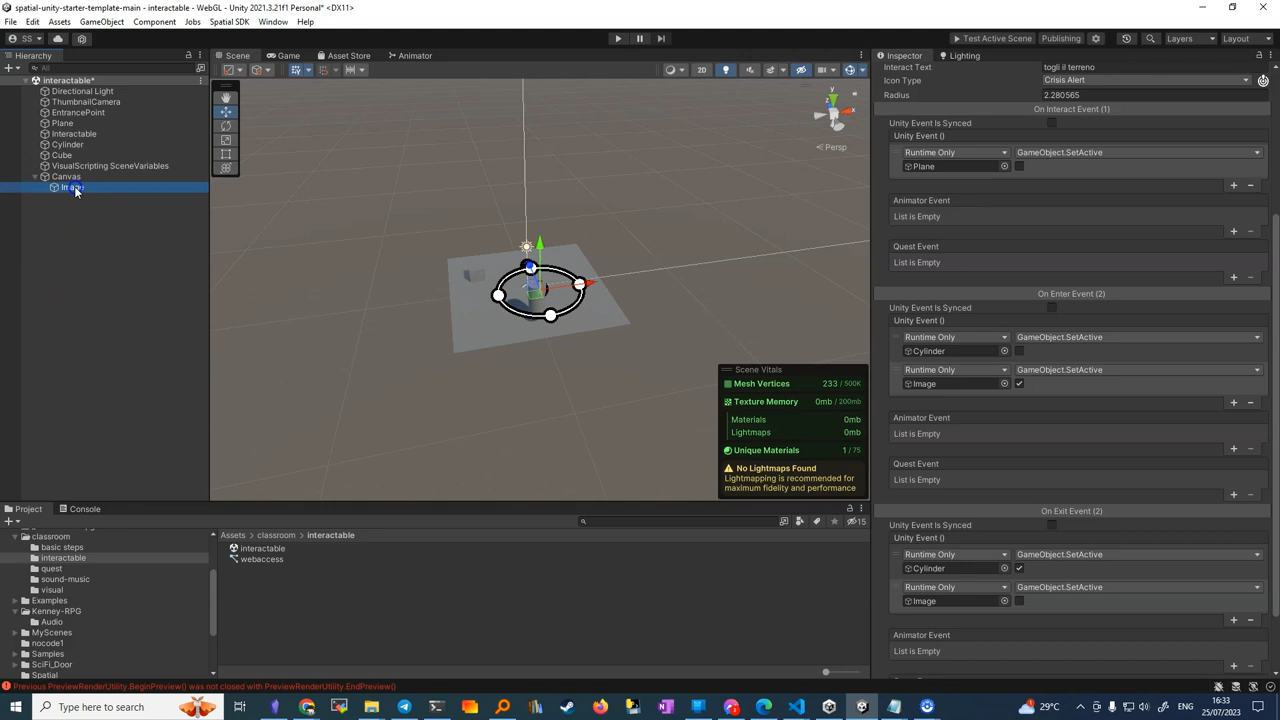 spatial-unity-starter-template-main - interactable - WebGL - Unity 2021.3.21f1 Personal* <DX11>
File Edit Assets GameObject Component Jobs Spatial SDK Window Help
SS Test Active Scene Publishing Layers Layout
Hierarchy Scene Game Asset Store Animator Inspector Lighting
All
2D
interactable*
Directional Light
ThumbnailCamera
EntrancePoint
Plane
Interactable
Cylinder
Cube
VisualScripting SceneVariables
Canvas
y
x
Persp
Interact Text togli il terreno
Icon Type Crisis Alert
Radius 2.280565
On Interact Event (1)
Unity Event Is Synced
Unity Event ()
Runtime Only GameObject.SetActive
Plane
Animator Event
List is Empty
Quest Event
List is Empty
On Enter Event (2)
Unity Event Is Synced
Unity Event ()
Runtime Only GameObject.SetActive
Cylinder
Runtime Only GameObject.SetActive
Image
Animator Event
List is Empty
Quest Event
List is Empty
On Exit Event (2)
Unity Event Is Synced
Unity Event ()
Runtime Only GameObject.SetActive
Cylinder
Runtime Only GameObject.SetActive
Image
Animator Event
List is Empty
Scene Vitals
Mesh Vertices 233 / 500K
Texture Memory 0mb / 200mb
Materials 0mb
Lightmaps 0mb
Unique Materials 1 / 75
No Lightmaps Found
Lightmapping is recommended for
maximum fidelity and performance
Project Console
15
classroom
basic steps
interactable
quest
sound-music
visual
Examples
Kenney-RPG
Audio
MyScenes
nocode1
Samples
SciFi_Door
Spatial
Assets > classroom > interactable
interactable
webaccess
Previous PreviewRenderUtility.BeginPreview() was not closed with PreviewRenderUtility.EndPreview()
Type here to search
29°C
16:33
25/07/2023